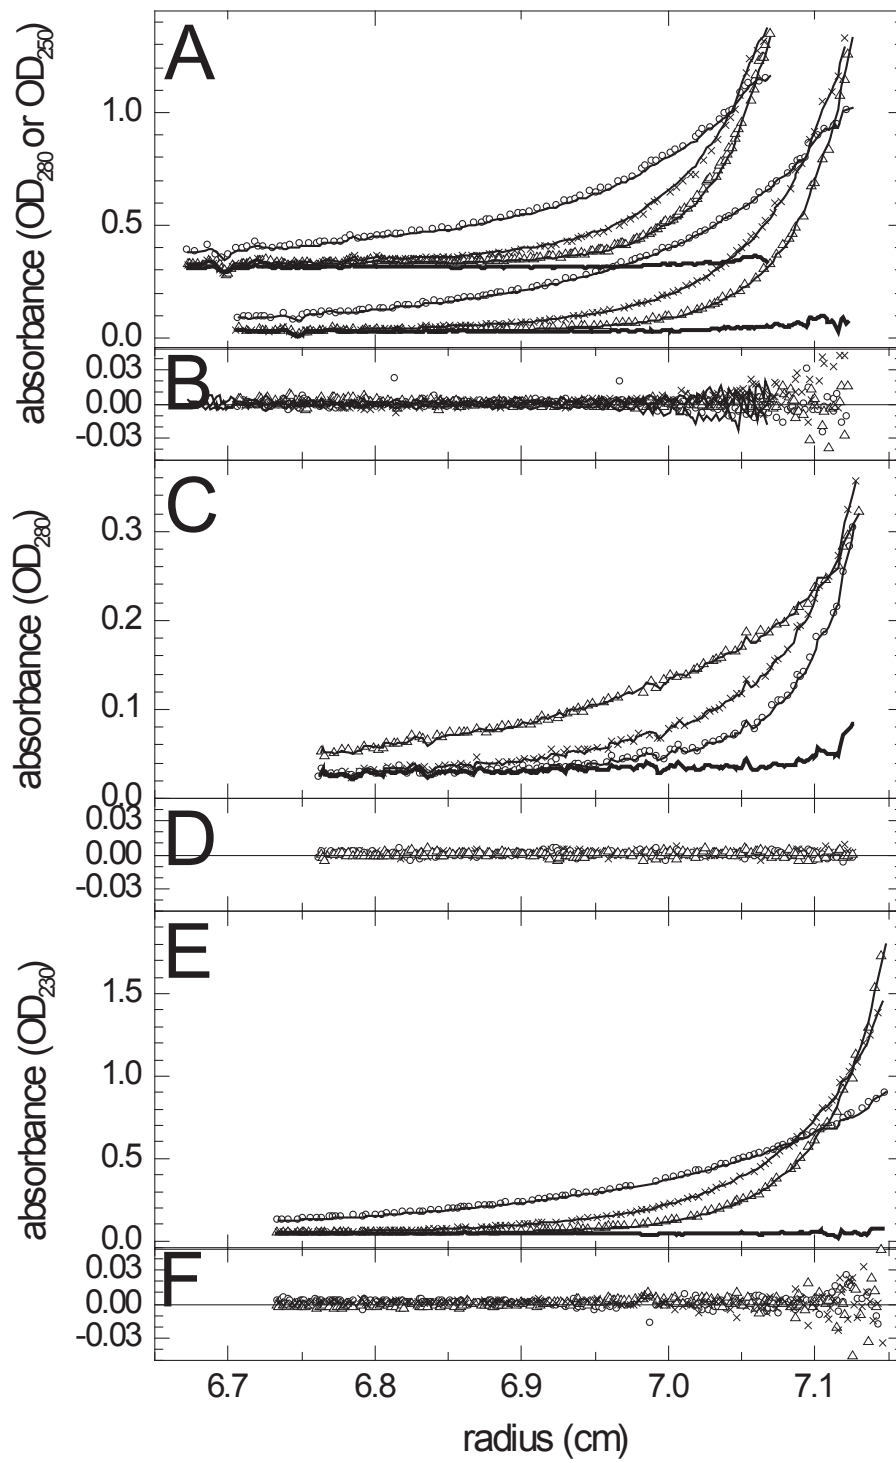 A
absorbance (OD280 or OD250)
1.0
0.5
0.0
B
0.03
0.00
-0.03
C
absorbance (OD280)
0.3
0.2
0.1
0.0
D
0.03
0.00
-0.03
E
absorbance (OD230)
1.5
1.0
0.5
0.0
F
0.03
0.00
-0.03
6.7 6.8 6.9 7.0 7.1
radius (cm)